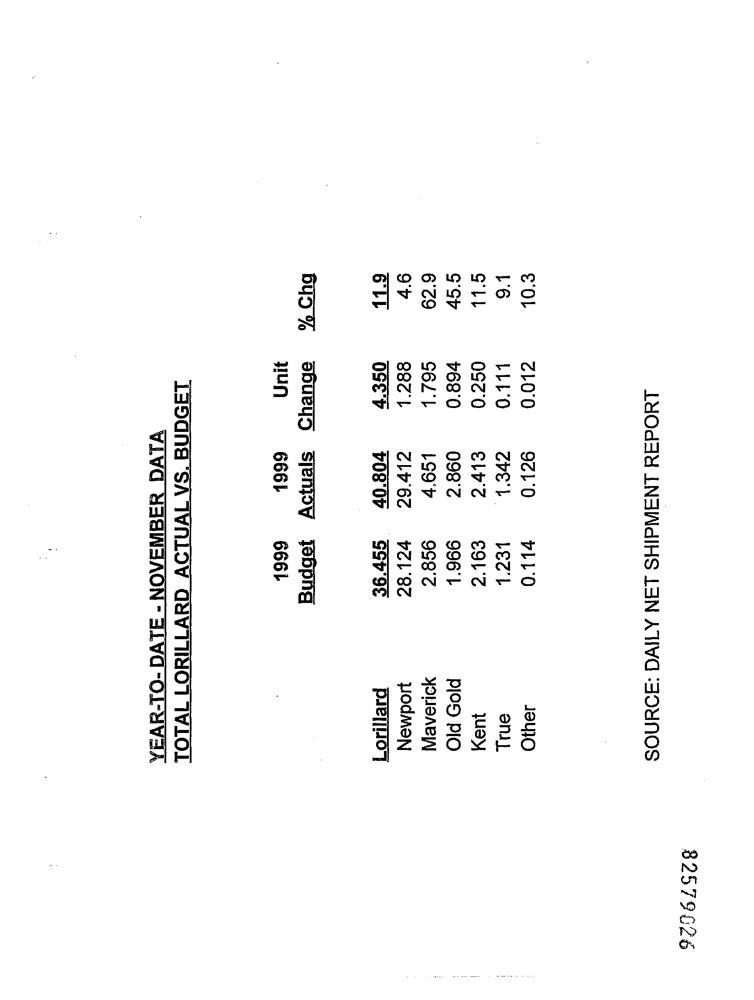 YEAR-TO- DATE - NOVEMBER DATA
TOTAL LORILLARD ACTUAL VS. BUDGET
1999 1999 Unit
Budget Actuals Change % Chg
Lorillard 36.455 40.804 4.350 11.9
Newport 28.124 29.412 1.288 4.6
Maverick 2.856 4.651 1.795 62.9
Old Gold 1.966 2.860 0.894 45.5
Kent 2.163 2.413 0.250 11.5
True 1.231 1.342 0.111 9.1
Other 0.114 0.126 0.012 10.3
SOURCE: DAILY NET SHIPMENT REPORT
82579026